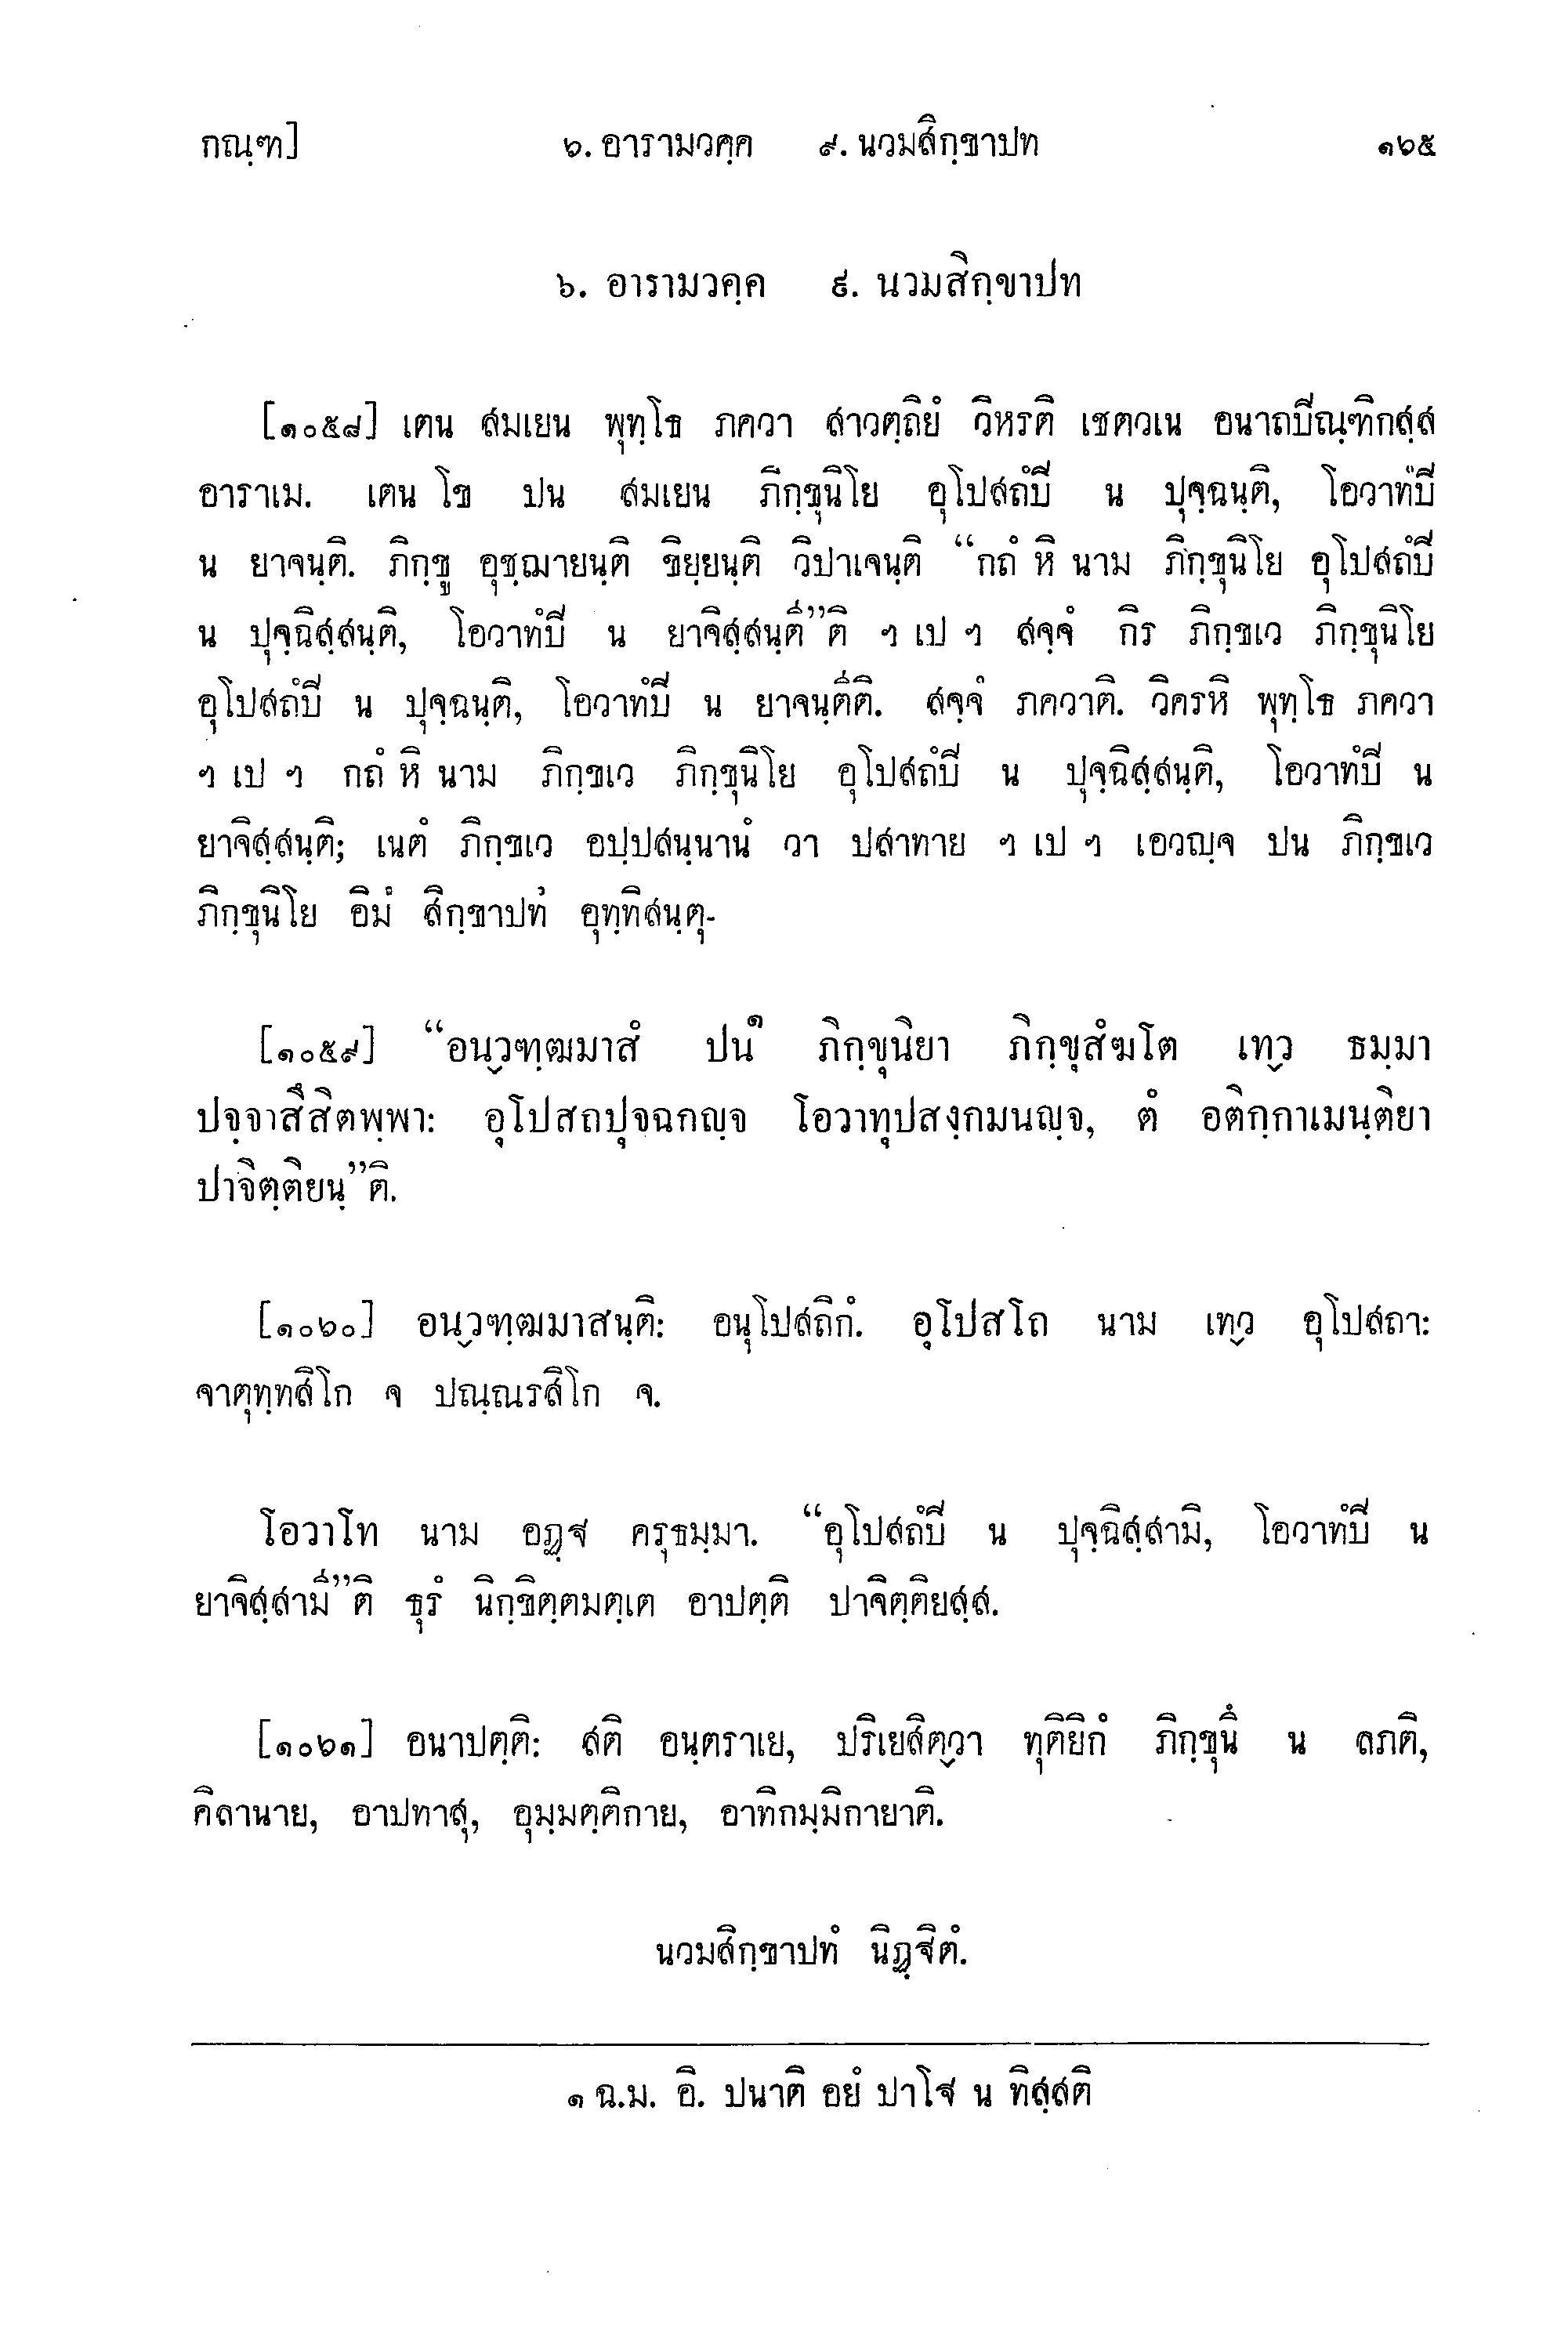 กณฺฑ] ๖. อารามวคฺค ๙. นวมสิกฺขาปท ๑๖๕
๖. อารามวคฺค ๙. นวมสิกฺขาปท
[๑๐๕๘] เตน สมเยน พุทฺโธ ภควา สาวตฺถิยํ วิหรติ เชตวเน อนาถปิณฺฑิกสฺส
อาราเม. เตน โข ปน สมเยน ภิกฺขุนิโย อุโปสถํปิ น ปุจฺฉนฺติ, โอวาทํปิ
น ยาจนฺติ. ภิกฺขู อุชฺฌายนฺติ ขิยฺยนฺติ วิปาเจนฺติ “กถํ หิ นาม ภิกฺขุนิโย อุโปสถํปิ
น ปุจฺฉิสฺสนฺติ, โอวาทํปิ น ยาจิสฺสนฺตี”ติ ฯ เป ฯ สจฺจํ กิร ภิกฺขเว ภิกฺขุนิโย
อุโปสถํปิ น ปุจฺฉนฺติ, โอวาทํปิ น ยาจนฺตีติ. สจฺจํ ภควาติ. วิครหิ พุทฺโธ ภควา
ฯ เป ฯ กถํ หิ นาม ภิกฺขเว ภิกฺขุนิโย อุโปสถํปิ น ปุจฺฉิสฺสนฺติ, โอวาทํปิ น
ยาจิสฺสนฺติ; เนตํ ภิกฺขเว อปฺปสนฺนานํ วา ปสาทาย ฯ เป ฯ เอวญฺจ ปน ภิกฺขเว
ภิกฺขุนิโย อิมํ สิกฺขาปทํ อุทฺทิสนฺตุ-
[๑๐๕๙] “อนฺวฑฺฒมาสํ ปน๑ ภิกฺขุนิยา ภิกฺขุสํฆโต เทฺว ธมฺมา
ปจฺจาสึสิตพฺพา: อุโปสถปุจฉกญฺจ โอวาทุปสงฺกมนญฺจ, ตํ อติกฺกาเมนฺติยา
ปาจิตฺติยนฺ”ติ.
[๑๐๖๐] อนฺวฑฺฒมาสนฺติ: อนุโปสถิกํ. อุโปสโถ นาม เทฺว อุโปสถา:
จาตุทฺทสิโก จ ปณฺณรสิโก จ.
โอวาโท นาม อฏฺฐ ครุธมฺมา. “อุโปสถํปิ น ปุจฺฉิสฺสามิ, โอวาทํปิ น
ยาจิสฺสามี”ติ ธุรํ นิกฺขิตฺตมตฺเต อาปตฺติ ปาจิตฺติยสฺส.
[๑๐๖๑] อนาปตฺติ: สติ อนฺตราเย, ปริเยสิตฺวา ทุติยิกํ ภิกฺขุนึ น ลภติ,
คิลานาย, อาปทาสุ, อุมฺมตฺติกาย, อาทิกมฺมิกายาติ.
นวมสิกฺขาปทํ นิฏฺฐิตํ.
๑ ฉ.ม. อิ. ปนาติ อยํ ปาโฐ น ทิสฺสติ